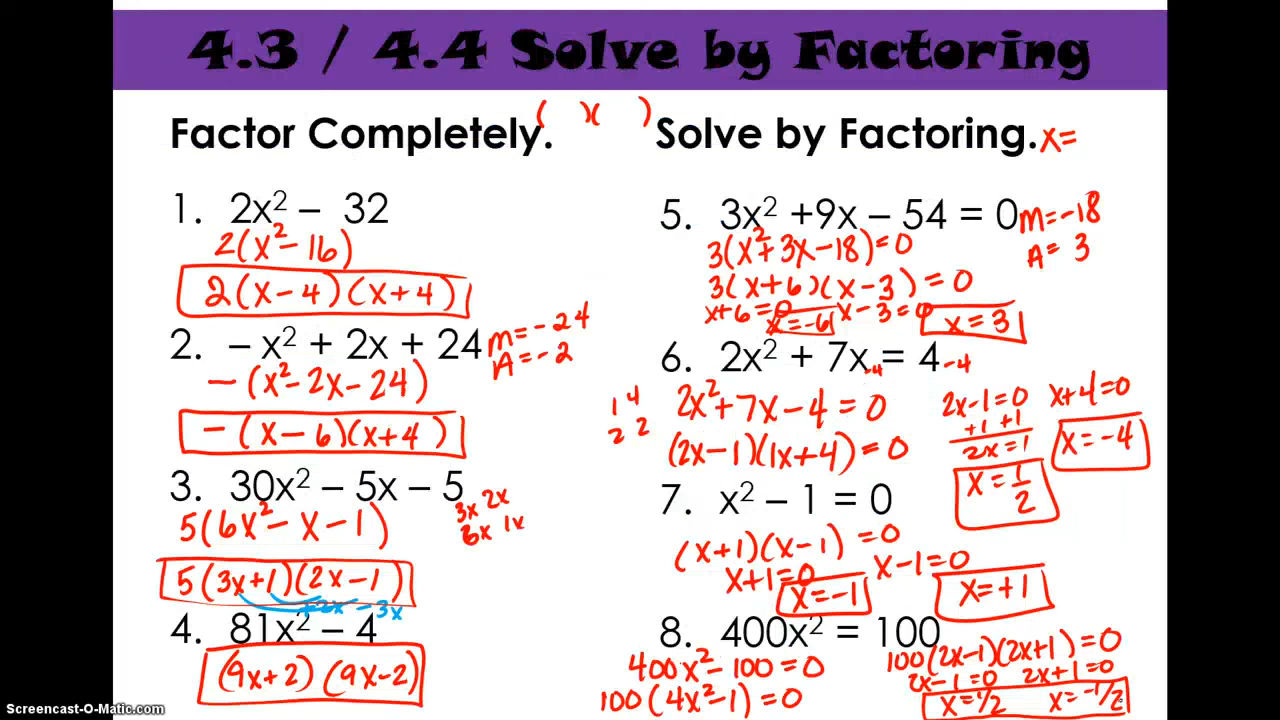 4.3 / 4.4 Solve by Factoring
Factor Completely. ( )( )
1. 2x² – 32
2(x² – 16)
2(x – 4)(x + 4)
2. – x² + 2x + 24
m = -24
A = -2
-(x² – 2x – 24)
-(x – 6)(x + 4)
3. 30x² – 5x – 5
3x 2x
6x 1x
5(6x² – x – 1)
5(3x+1)(2x – 1)
+2x – 3x
4. 81x² – 4
(9x+2)(9x-2)
Solve by Factoring. x=
5. 3x² +9x – 54 = 0
m = -18
A = 3
3(x² + 3x – 18) = 0
3(x + 6)(x – 3) = 0
x+6=0 x – 3 = 0
x = -6 x = 3
6. 2x² + 7x = 4
-4 -4
1 4
2 2
2x² + 7x – 4 = 0
(2x – 1)(1x + 4) = 0
2x – 1 = 0 x + 4 = 0
+1 +1
2x = 1 x = -4
x = 1/2
7. x² – 1 = 0
(x + 1)(x – 1) = 0
x+1=0 x – 1 = 0
x = -1 x = +1
8. 400x² = 100
400x² – 100 = 0
100(4x² – 1) = 0
100(2x-1)(2x+1) = 0
2x – 1 = 0 2x + 1 = 0
x = 1/2 x = -1/2
Screencast-O-Matic.com